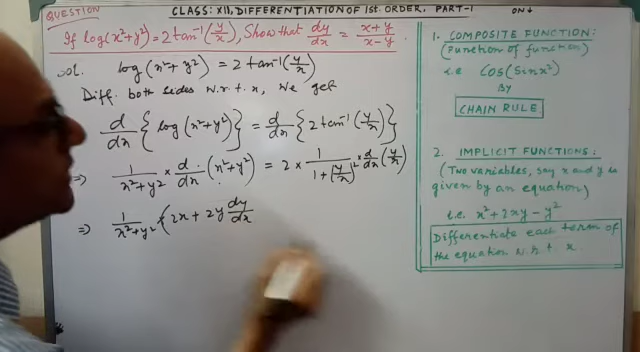 QUESTION
CLASS: XII, DIFFERENTIATION OF 1ST. ORDER. PART-1
ON↓
If log(x²+y²) = 2 tan⁻¹(y/x), Show that dy/dx = x+y/x-y
Sol. log(x²+y²) = 2 tan⁻¹(y/x)
Diff. both sides w.r.t. x, We get
d/dx {log(x²+y²)} = d/dx {2 tan⁻¹(y/x)}
⇒ 1/x²+y² × d/dx (x²+y²) = 2 × 1/1+(y/x)² × d/dx (y/x)
⇒ 1/x²+y² × (2x + 2y dy/dx
1. COMPOSITE FUNCTION:
(Function of function)
i.e Cos(Sinx²)
BY
CHAIN RULE.
2. IMPLICIT FUNCTIONS:
(Two variables, say x and y is
given by an equation)
i.e. x²+2xy-y²
Differentiate each term of
the equation w.r.t. x.